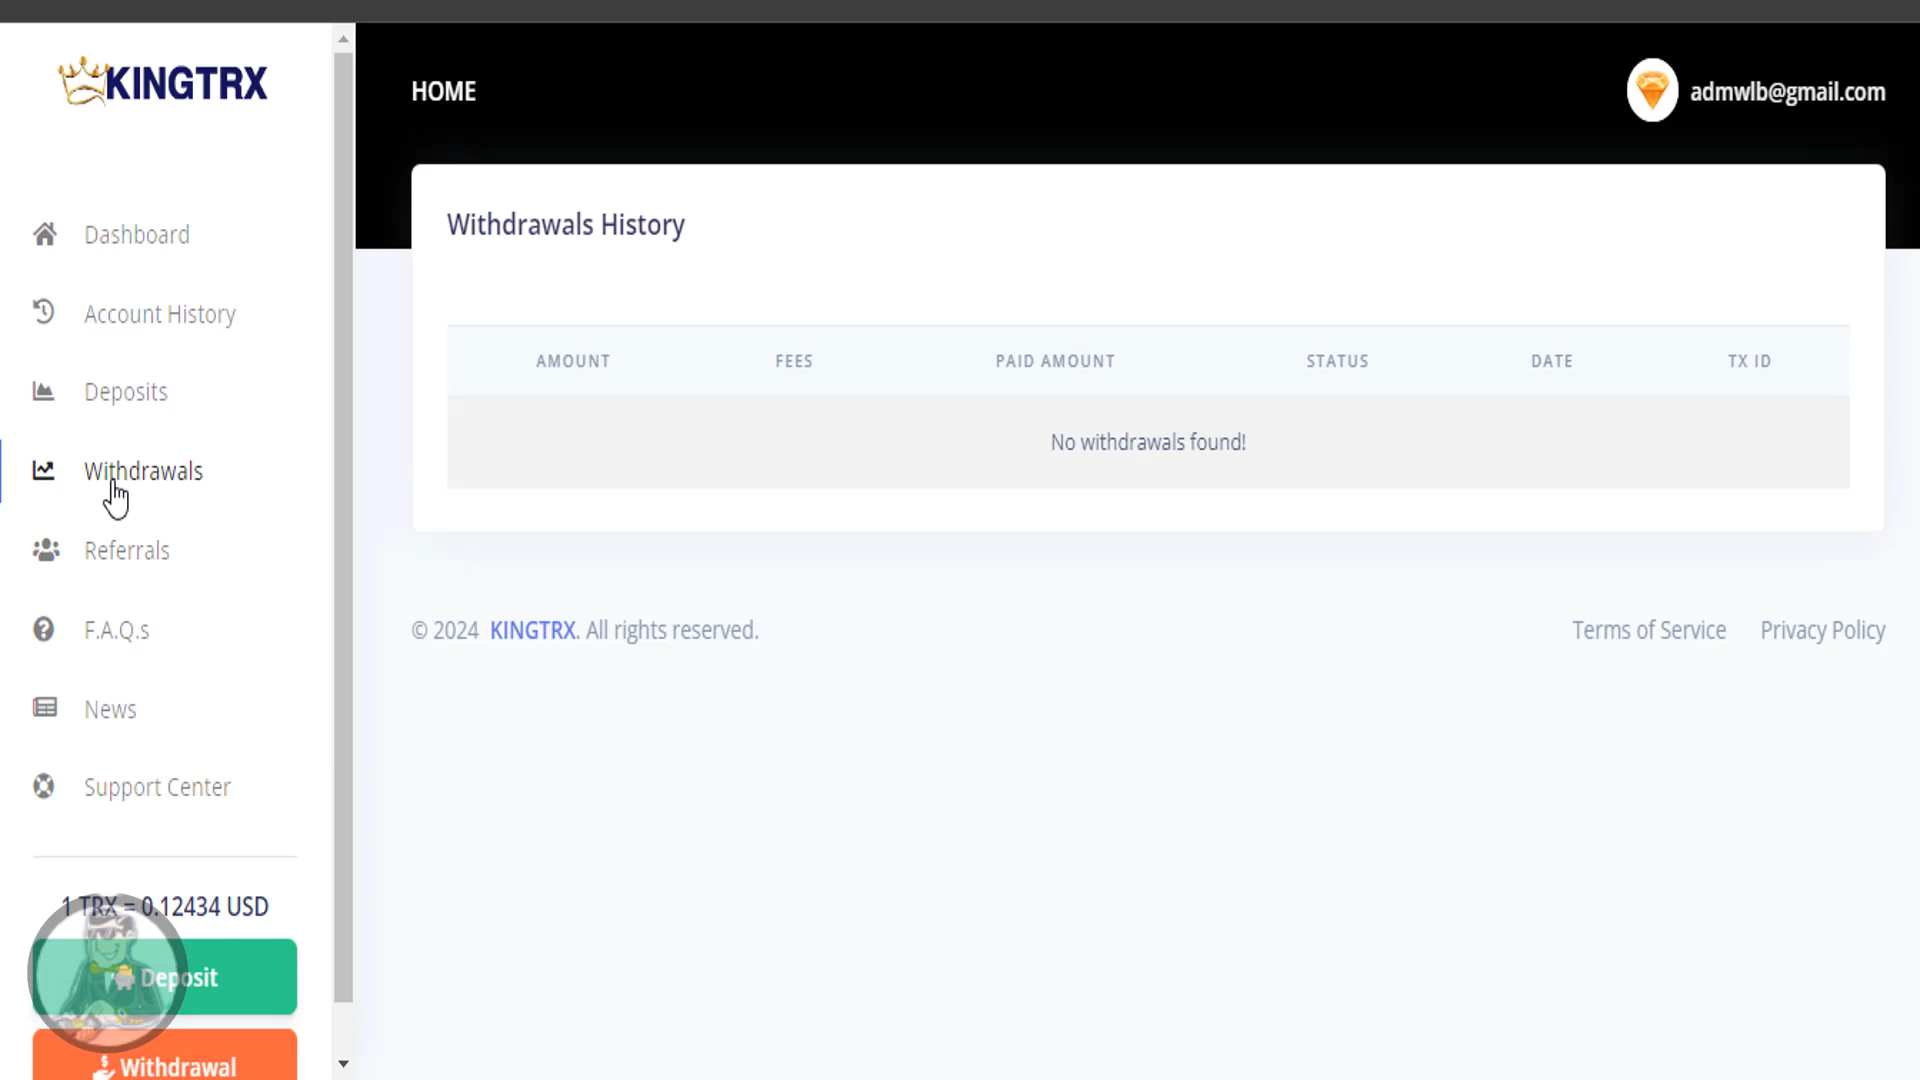 KINGTRX
HOME
admwlb@gmail.com
Dashboard
Account History
Deposits
Withdrawals
Referrals
F.A.Q.s
News
Support Center
1 TRX = 0.12434 USD
Deposit
Withdrawal
Withdrawals History
AMOUNT FEES PAID AMOUNT STATUS DATE TX ID
No withdrawals found!
© 2024 KINGTRX. All rights reserved.
Terms of Service Privacy Policy